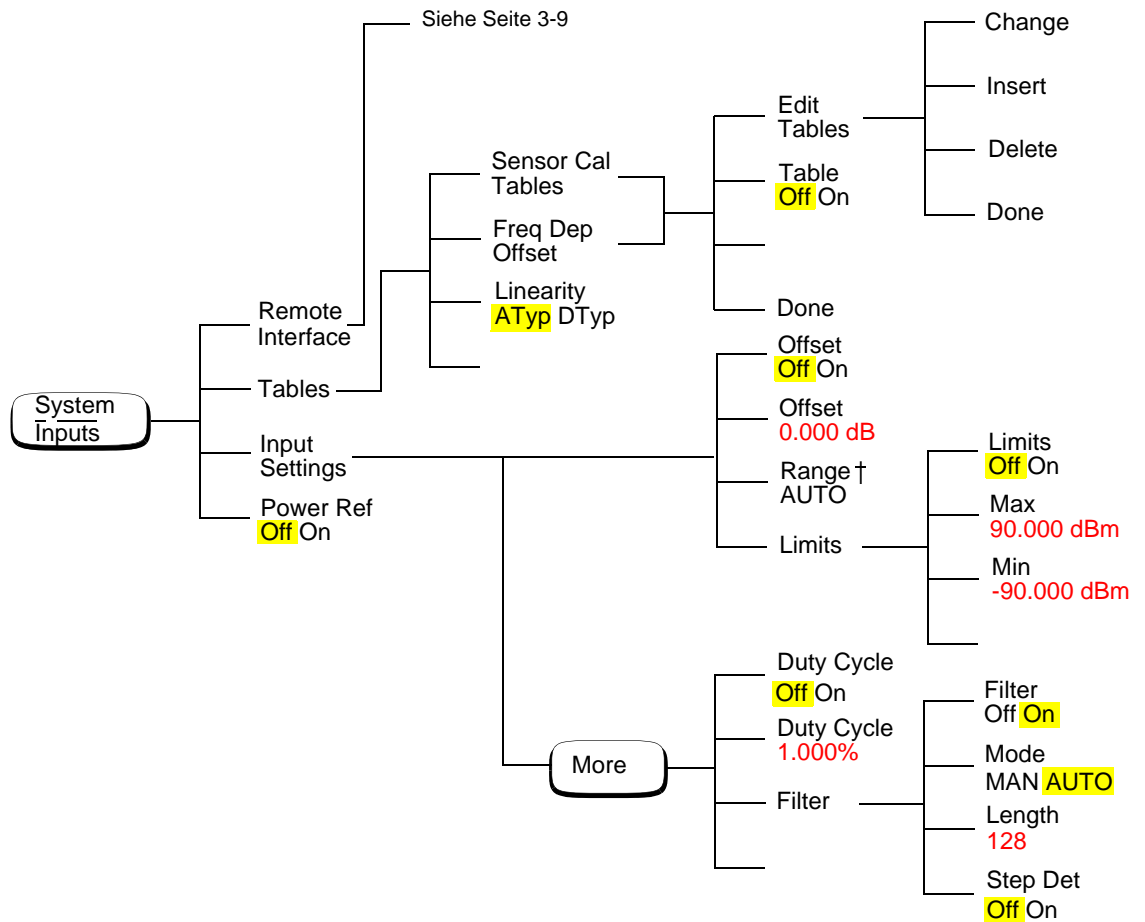 Siehe Seite 3-9
Change
Insert
Delete
Done
Edit
Tables
Table
Off On
Done
Sensor Cal
Tables
Freq Dep
Offset
Linearity
ATyp DTyp
Remote
Interface
Tables
Input
Settings
Power Ref
Off On
System
Inputs
Offset
Off On
Offset
0.000 dB
Range †
AUTO
Limits
Limits
Off On
Max
90.000 dBm
Min
-90.000 dBm
More
Duty Cycle
Off On
Duty Cycle
1.000%
Filter
Filter
Off On
Mode
MAN AUTO
Length
128
Step Det
Off On